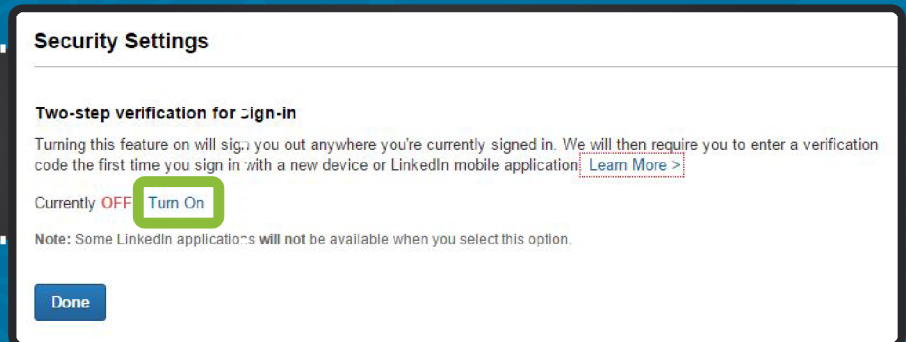 Security Settings
Two-step verification for sign-in
Turning this feature on will sign you out anywhere you're currently signed in. We will then require you to enter a verification
code the first time you sign in with a new device or LinkedIn mobile application. Learn More >
Currently OFF Turn On
Note: Some LinkedIn applications will not be available when you select this option.
Done